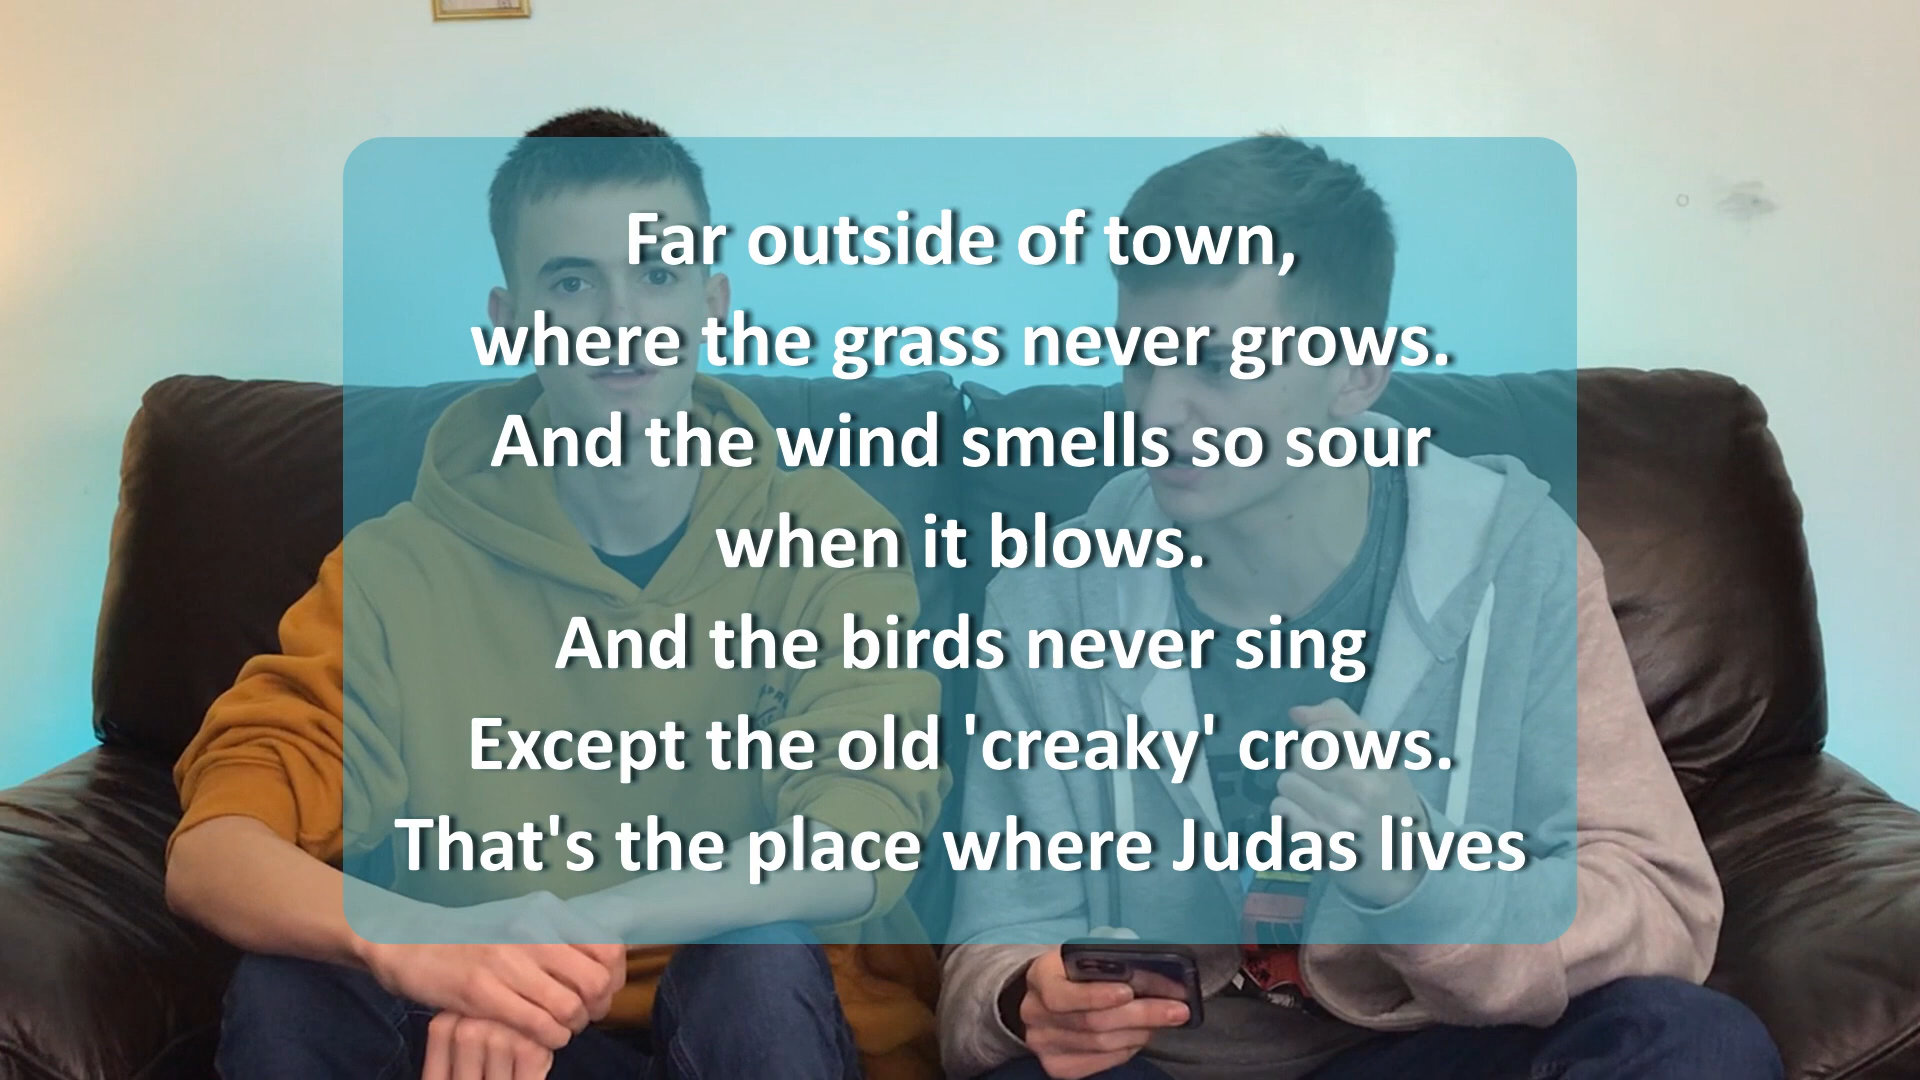 Far outside of town,
where the grass never grows.
And the wind smells so sour
when it blows.
And the birds never sing
Except the old 'creaky' crows.
That's the place where Judas lives